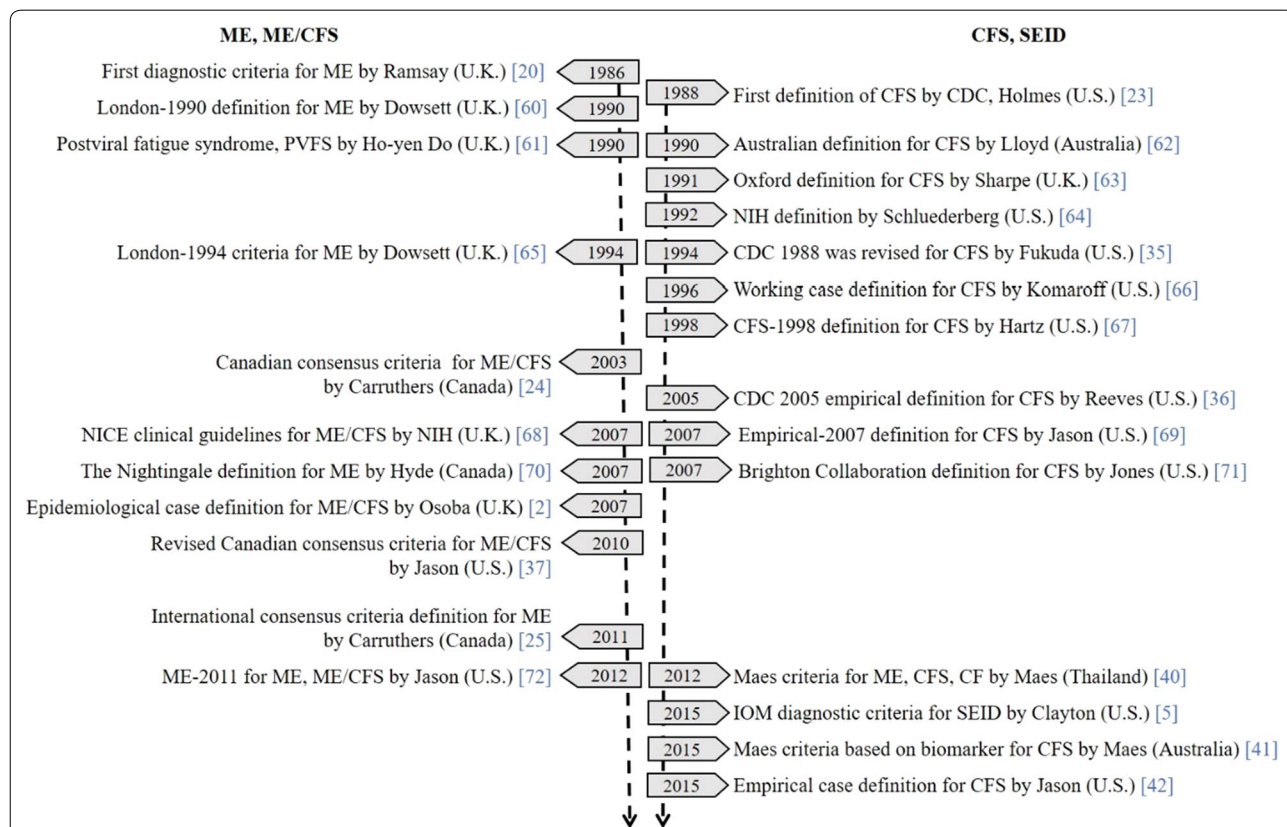 ME, ME/CFS
CFS, SEID
First diagnostic criteria for ME by Ramsay (U.K.) [20]
1986
1988
First definition of CFS by CDC, Holmes (U.S.) [23]
London-1990 definition for ME by Dowsett (U.K.) [60]
1990
Postviral fatigue syndrome, PVFS by Ho-yen Do (U.K.) [61]
1990
1990
Australian definition for CFS by Lloyd (Australia) [62]
1991
Oxford definition for CFS by Sharpe (U.K.) [63]
1992
NIH definition by Schluederberg (U.S.) [64]
London-1994 criteria for ME by Dowsett (U.K.) [65]
1994
1994
CDC 1988 was revised for CFS by Fukuda (U.S.) [35]
1996
Working case definition for CFS by Komaroff (U.S.) [66]
1998
CFS-1998 definition for CFS by Hartz (U.S.) [67]
Canadian consensus criteria for ME/CFS
by Carruthers (Canada) [24]
2003
2005
CDC 2005 empirical definition for CFS by Reeves (U.S.) [36]
NICE clinical guidelines for ME/CFS by NIH (U.K.) [68]
2007
2007
Empirical-2007 definition for CFS by Jason (U.S.) [69]
The Nightingale definition for ME by Hyde (Canada) [70]
2007
2007
Brighton Collaboration definition for CFS by Jones (U.S.) [71]
Epidemiological case definition for ME/CFS by Osoba (U.K) [2]
2007
Revised Canadian consensus criteria for ME/CFS
by Jason (U.S.) [37]
2010
International consensus criteria definition for ME
by Carruthers (Canada) [25]
2011
ME-2011 for ME, ME/CFS by Jason (U.S.) [72]
2012
2012
Maes criteria for ME, CFS, CF by Maes (Thailand) [40]
2015
IOM diagnostic criteria for SEID by Clayton (U.S.) [5]
2015
Maes criteria based on biomarker for CFS by Maes (Australia) [41]
2015
Empirical case definition for CFS by Jason (U.S.) [42]